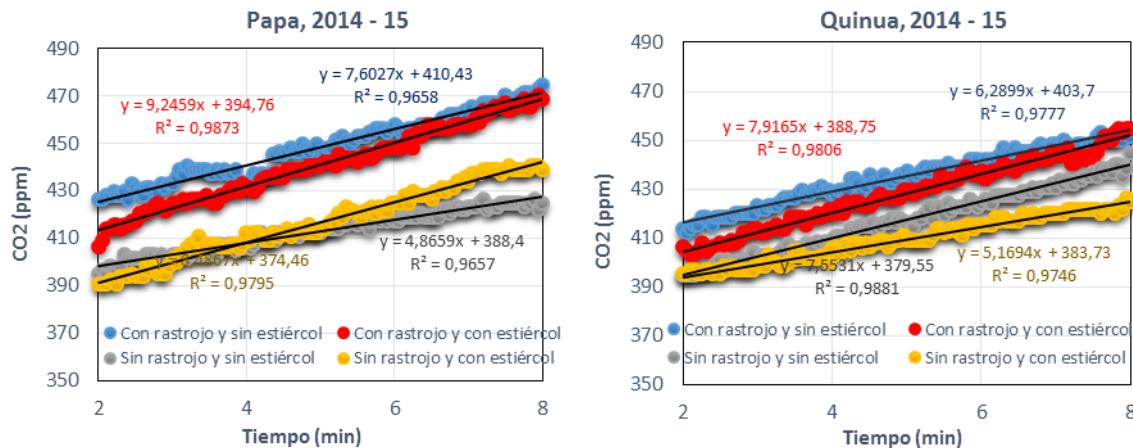 Papa, 2014 - 15
490
470
450
430
410
390
370
350
CO2 (ppm)
y = 7,6027x + 410,43
R² = 0,9658
y = 9,2459x + 394,76
R² = 0,9873
y = 4,8659x + 388,4
R² = 0,9657
x + 374,46
R² = 0,9795
Con rastrojo y sin estiércol
Con rastrojo y con estiércol
Sin rastrojo y sin estiércol
Sin rastrojo y con estiércol
2
4
6
8
Tiempo (min)
Quinua, 2014 - 15
490
470
450
430
410
390
370
350
CO2 (ppm)
y = 6,2899x + 403,7
R² = 0,9777
y = 7,9165x + 388,75
R² = 0,9806
y = 5,1694x + 383,73
R² = 0,9746
y = 7,5531x + 379,55
R² = 0,9881
Con rastrojo y sin estiércol
Con rastrojo y con estiércol
Sin rastrojo y sin estiércol
Sin rastrojo y con estiércol
2
4
6
8
Tiempo (min)